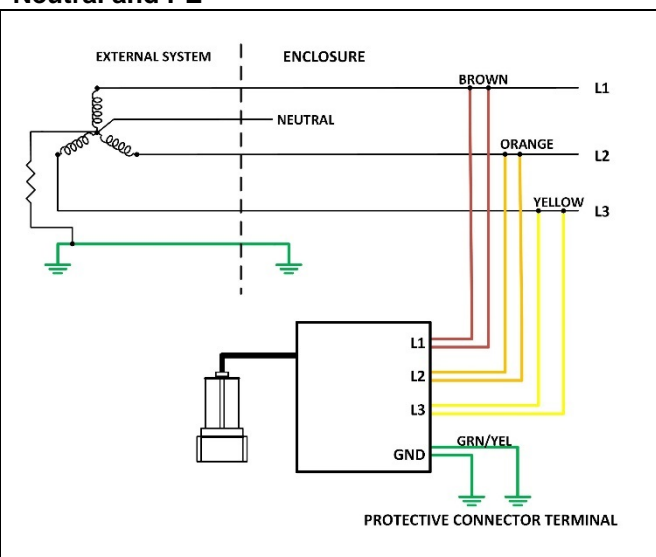 Neutral and PE
EXTERNAL SYSTEM
ENCLOSURE
BROWN
L1
NEUTRAL
ORANGE
L2
YELLOW
L3
L1
L2
L3
GRN/YEL
GND
PROTECTIVE CONNECTOR TERMINAL